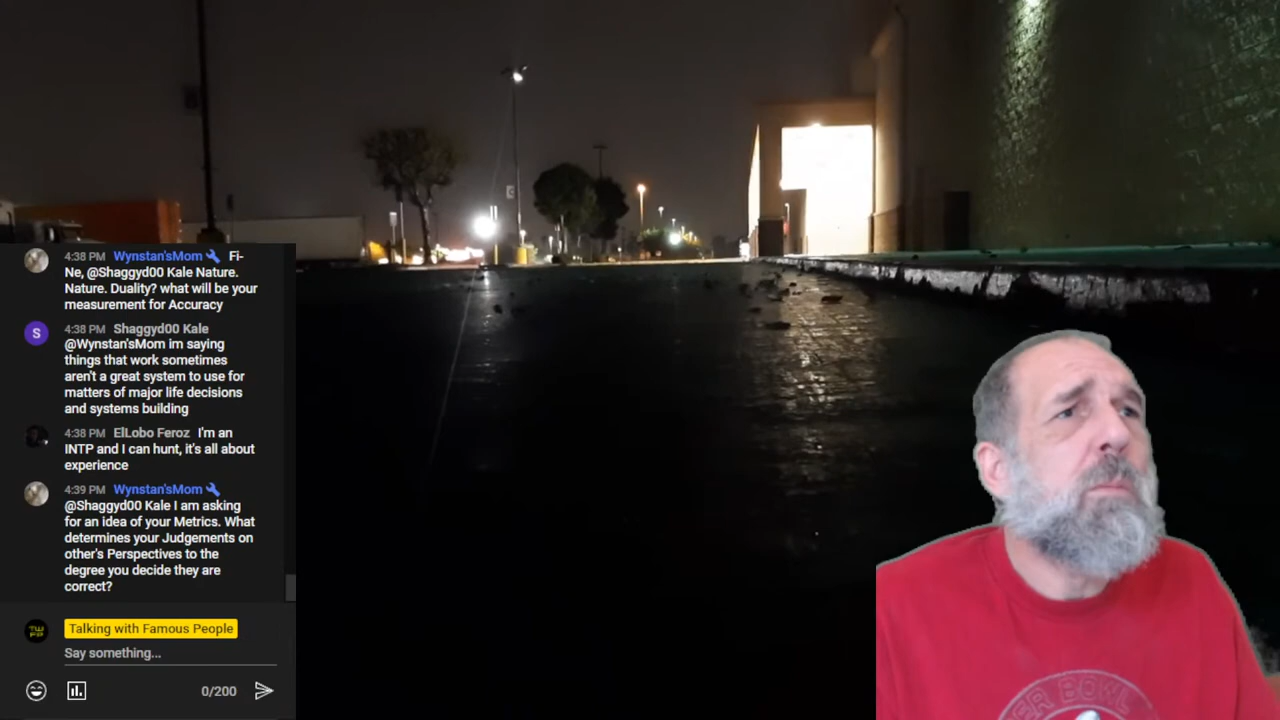 4:38 PM Wynstan'sMom Fi-
Ne, @Shaggyd00 Kale Nature.
Nature. Duality? what will be your
measurement for Accuracy
S
4:38 PM Shaggyd00 Kale
@Wynstan'sMom im saying
things that work sometimes
aren't a great system to use for
matters of major life decisions
and systems building
4:38 PM ElLobo Feroz I'm an
INTP and I can hunt, it's all about
experience
4:39 PM Wynstan'sMom
@Shaggyd00 Kale I am asking
for an idea of your Metrics. What
determines your Judgements on
other's Perspectives to the
degree you decide they are
correct?
TW
FP
Talking with Famous People
Say something...
0/200
ER BOWL